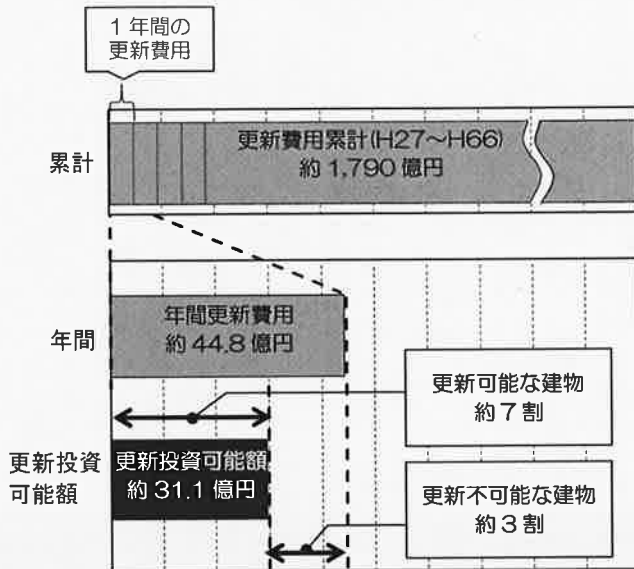 1年間の
更新費用
累計
更新費用累計(H27～H66)
約 1,790 億円
年間
年間更新費用
約 44.8 億円
更新可能な建物
約7割
更新投資
可能額
更新投資可能額
約 31.1 億円
更新不可能な建物
約3割